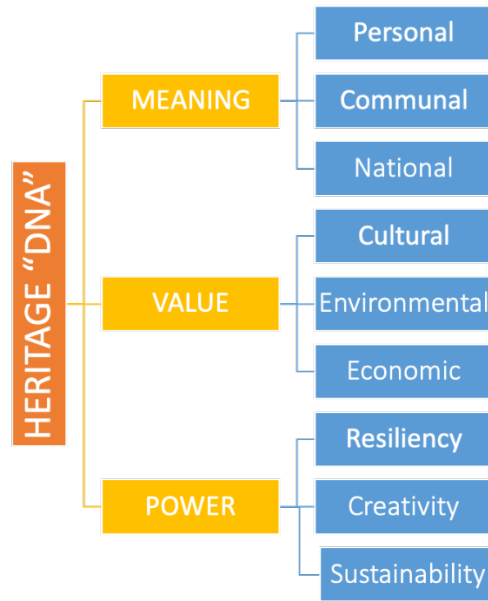 HERITAGE “DNA”
MEANING
Personal
Communal
National
VALUE
Cultural
Environmental
Economic
POWER
Resiliency
Creativity
Sustainability